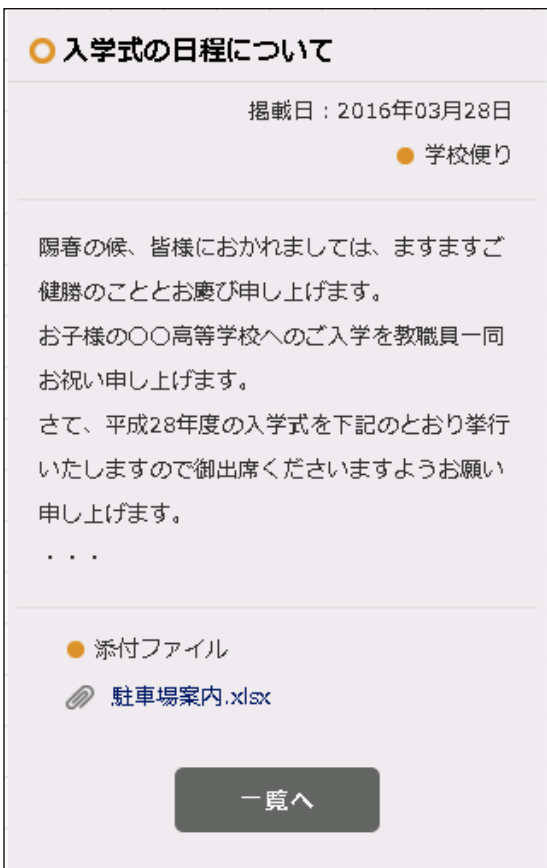 入学式の日程について
掲載日：2016年03月28日
学校便り
陽春の候、皆様におかれましては、ますますご
健勝のこととお慶び申し上げます。
お子様の〇〇高等学校へのご入学を教職員一同
お祝い申し上げます。
さて、平成28年度の入学式を下記のとおり挙行
いたしますので御出席くださいますようお願い
申し上げます。
・・・
添付ファイル
駐車場案内.xlsx
一覧へ